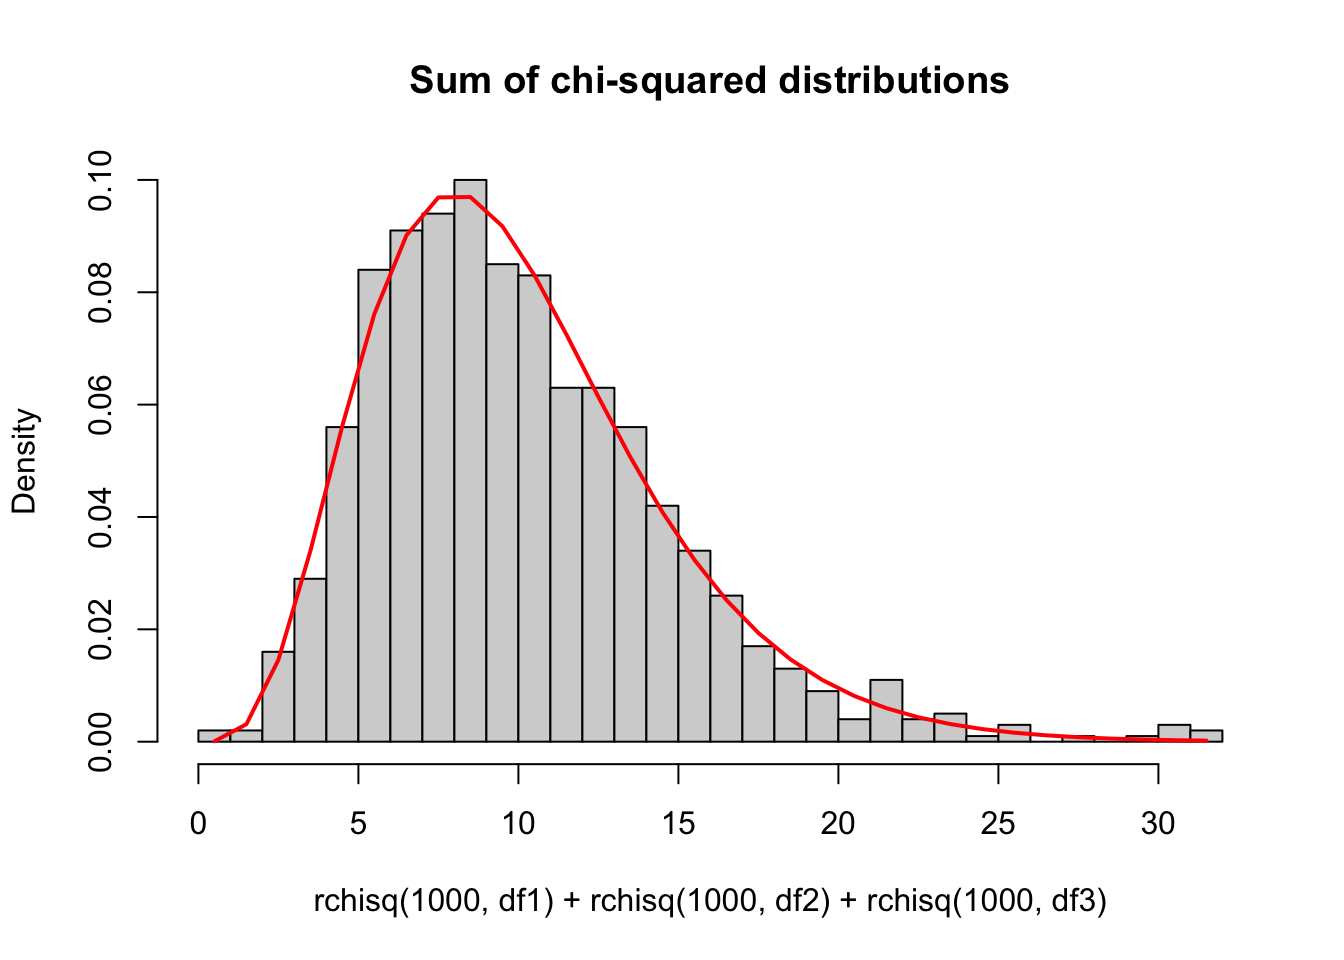 Sum of chi-squared distributions
Density
0.10
0.08
0.06
0.04
0.02
0.00
0 5 10 15 20 25 30
rchisq(1000, df1) + rchisq(1000, df2) + rchisq(1000, df3)